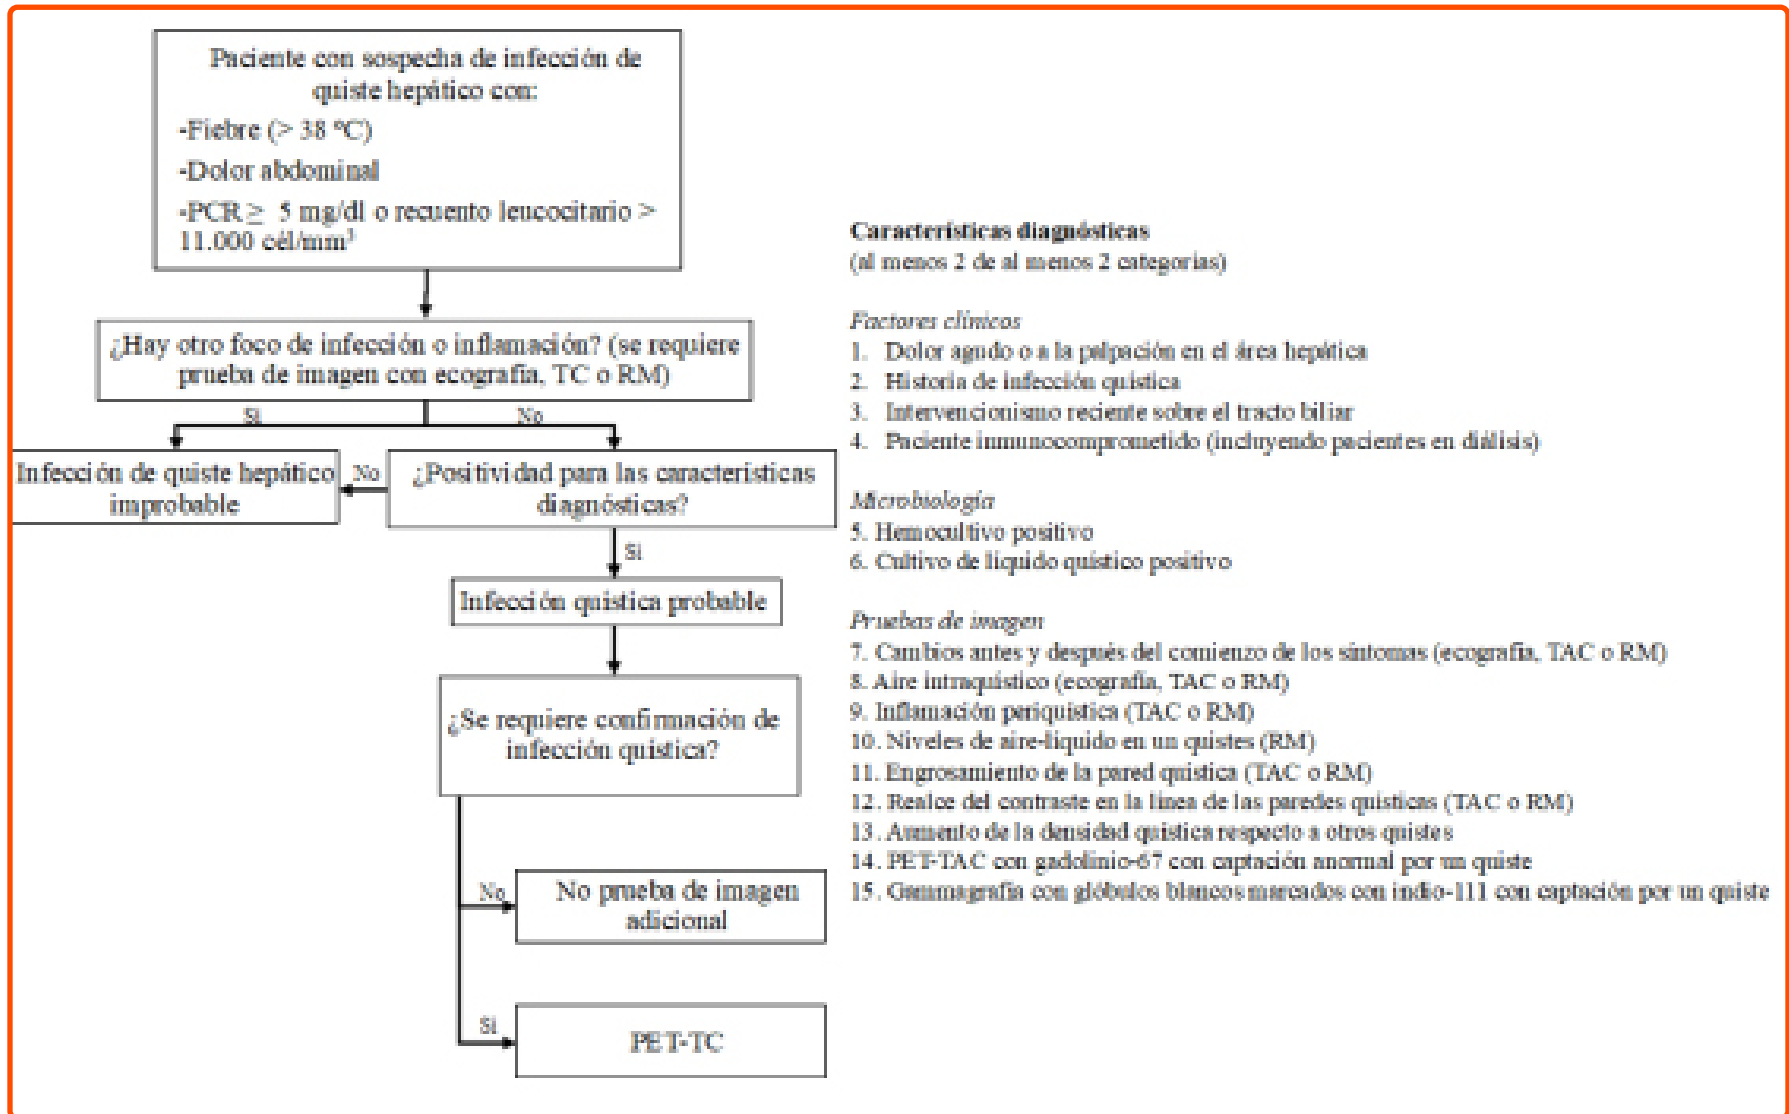 Paciente con sospecha de infección de
quiste hepático con:
-Fiebre (> 38 ºC)
-Dolor abdominal
-PCR ≥ 5 mg/dl o recuento leucocitario >
11.000 cél/mm³
¿Hay otro foco de infección o inflamación? (se requiere
prueba de imagen con ecografía, TC o RM)
Si
No
Infección de quiste hepático
improbable
No
¿Positividad para las características
diagnósticas?
Si
Infección quística probable
¿Se requiere confirmación de
infección quística?
No
No prueba de imagen
adicional
Si
PET-TC
Características diagnósticas
(al menos 2 de al menos 2 categorías)
Factores clínicos
1. Dolor agudo o a la palpación en el área hepática
2. Historia de infección quística
3. Intervencionismo reciente sobre el tracto biliar
4. Paciente inmunocomprometido (incluyendo pacientes en diálisis)
Microbiología
5. Hemocultivo positivo
6. Cultivo de líquido quístico positivo
Pruebas de imagen
7. Cambios antes y después del comienzo de los síntomas (ecografía, TAC o RM)
8. Aire intraquístico (ecografía, TAC o RM)
9. Inflamación periquística (TAC o RM)
10. Niveles de aire-líquido en un quistes (RM)
11. Engrosamiento de la pared quística (TAC o RM)
12. Realce del contraste en la línea de las paredes quísticas (TAC o RM)
13. Aumento de la densidad quística respecto a otros quistes
14. PET-TAC con gadolinio-67 con captación anormal por un quiste
15. Gammagrafía con glóbulos blancos marcados con indio-111 con captación por un quiste